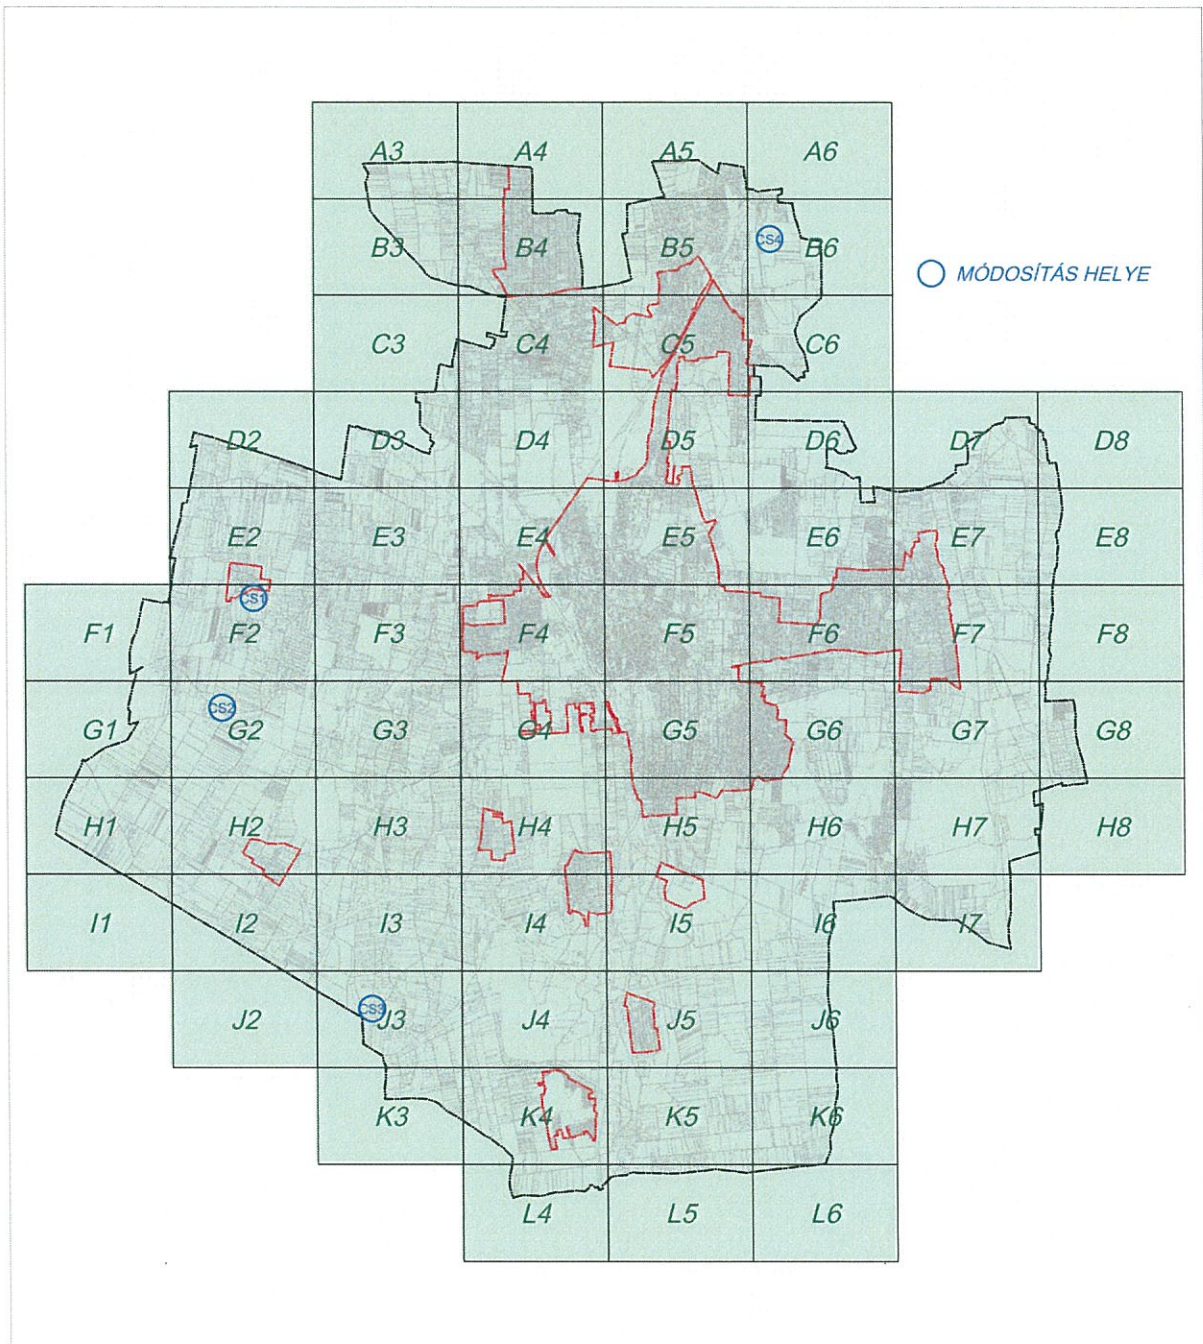 A3 A4 A5 A6
B3 B4 B5 CS4 B6
MÓDOSÍTÁS HELYE
C3 C4 C5 C6
D2 D3 D4 D5 D6 D7 D8
E2 E3 E4 E5 E6 E7 E8
CS1
F1 F2 F3 F4 F5 F6 F7 F8
CS2
G1 G2 G3 G4 G5 G6 G7 G8
H1 H2 H3 H4 H5 H6 H7 H8
I1 I2 I3 I4 I5 I6 I7
CS3
J2 J3 J4 J5 J6
K3 K4 K5 K6
L4 L5 L6